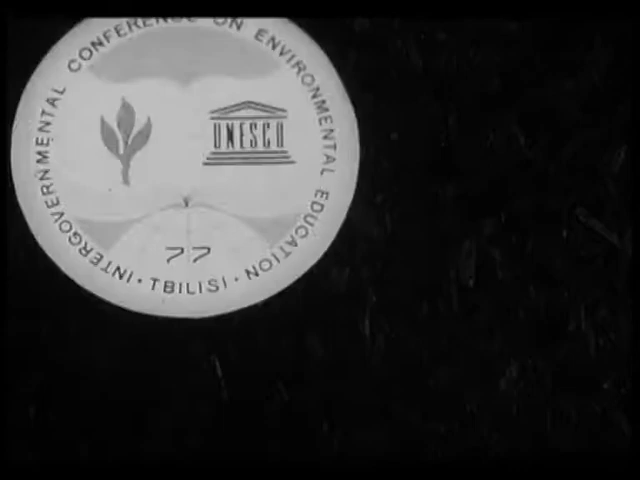 INTERGOVERNMENTAL CONFERENCE ON ENVIRONMENTAL EDUCATION
UNESCO
77
· TBILISI ·